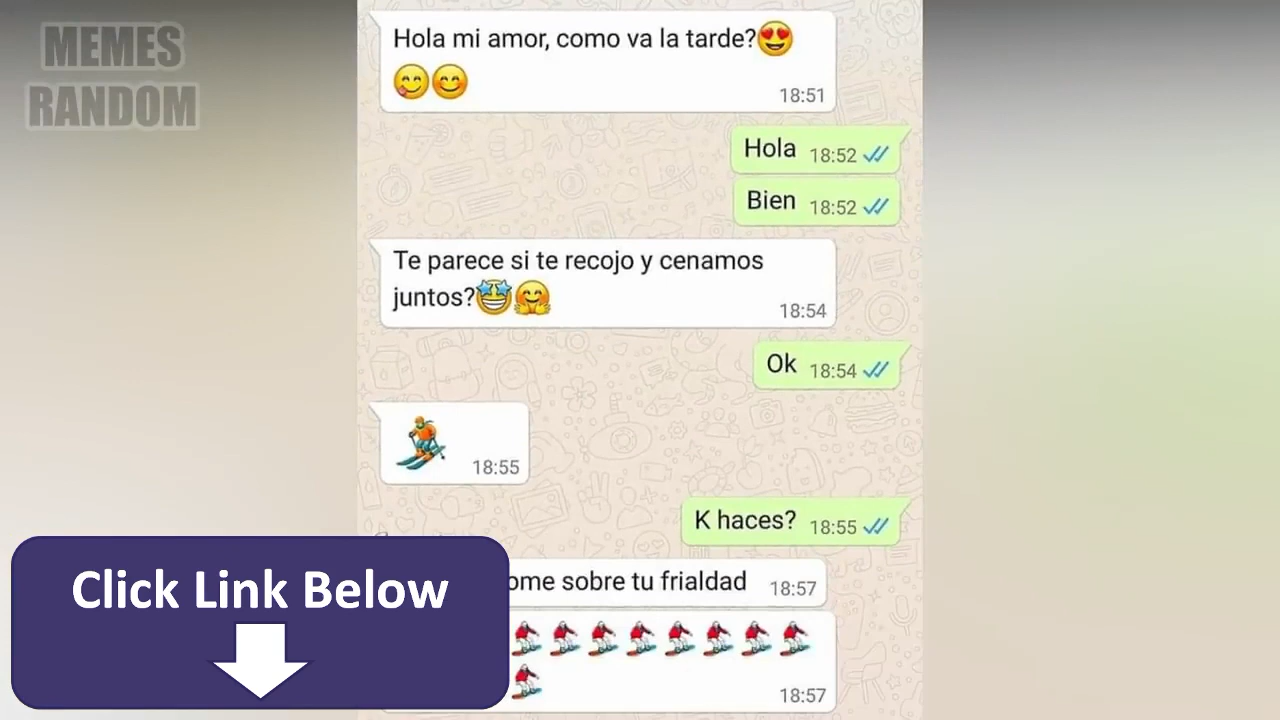 MEMES
RANDOM
Hola mi amor, como va la tarde?😍
😋😊
18:51
Hola 18:52
Bien 18:52
Te parece si te recojo y cenamos
juntos?🤩🤗
18:54
Ok 18:54
18:55
K haces? 18:55
sobre tu frialdad 18:57
18:57
Click Link Below